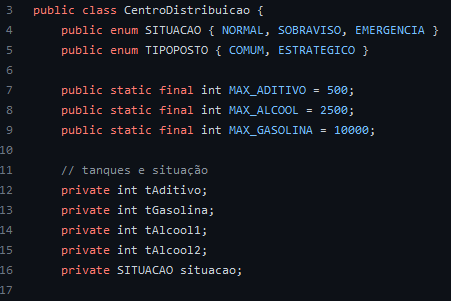 3 public class CentroDistribuicao {
4 public enum SITUACAO { NORMAL, SOBRAVISO, EMERGENCIA }
5 public enum TIPOPOSTO { COMUM, ESTRATEGICO }
6
7 public static final int MAX_ADITIVO = 500;
8 public static final int MAX_ALCOOL = 2500;
9 public static final int MAX_GASOLINA = 10000;
10
11 // tanques e situação
12 private int tAditivo;
13 private int tGasolina;
14 private int tAlcool1;
15 private int tAlcool2;
16 private SITUACAO situacao;
17